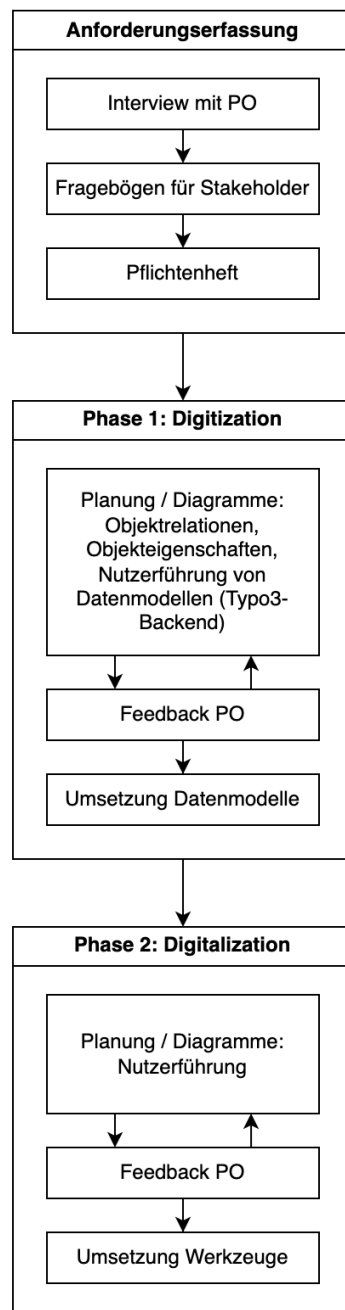 Anforderungserfassung
Interview mit PO
Fragebögen für Stakeholder
Pflichtenheft
Phase 1: Digitization
Planung / Diagramme:
Objektrelationen,
Objekteigenschaften,
Nutzerführung von
Datenmodellen (Typo3-
Backend)
Feedback PO
Umsetzung Datenmodelle
Phase 2: Digitalization
Planung / Diagramme:
Nutzerführung
Feedback PO
Umsetzung Werkzeuge